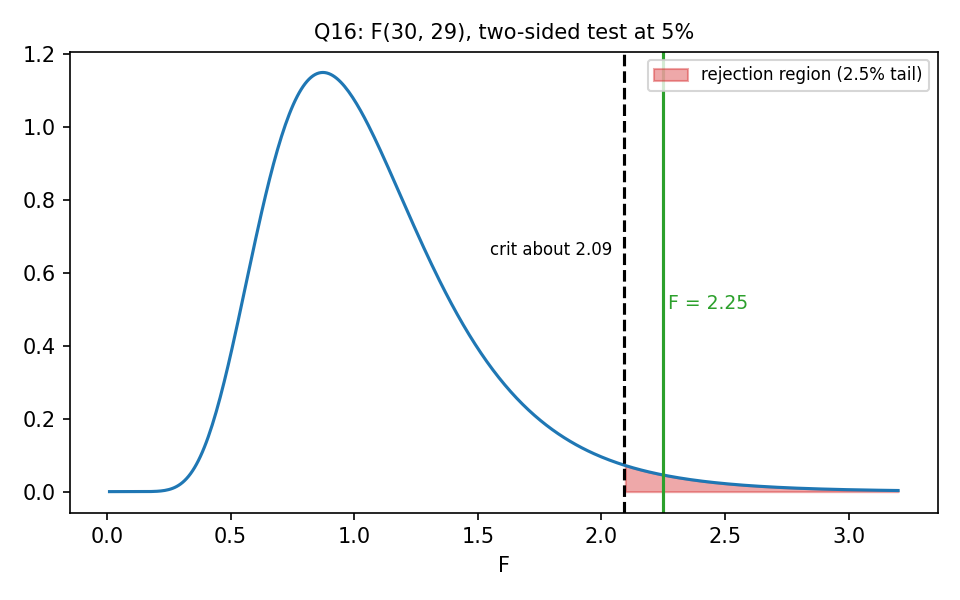 Q16: F(30, 29), two-sided test at 5%
1.2
1.0
0.8
0.6
0.4
0.2
0.0
rejection region (2.5% tail)
crit about 2.09
F = 2.25
0.0 0.5 1.0 1.5 2.0 2.5 3.0
F